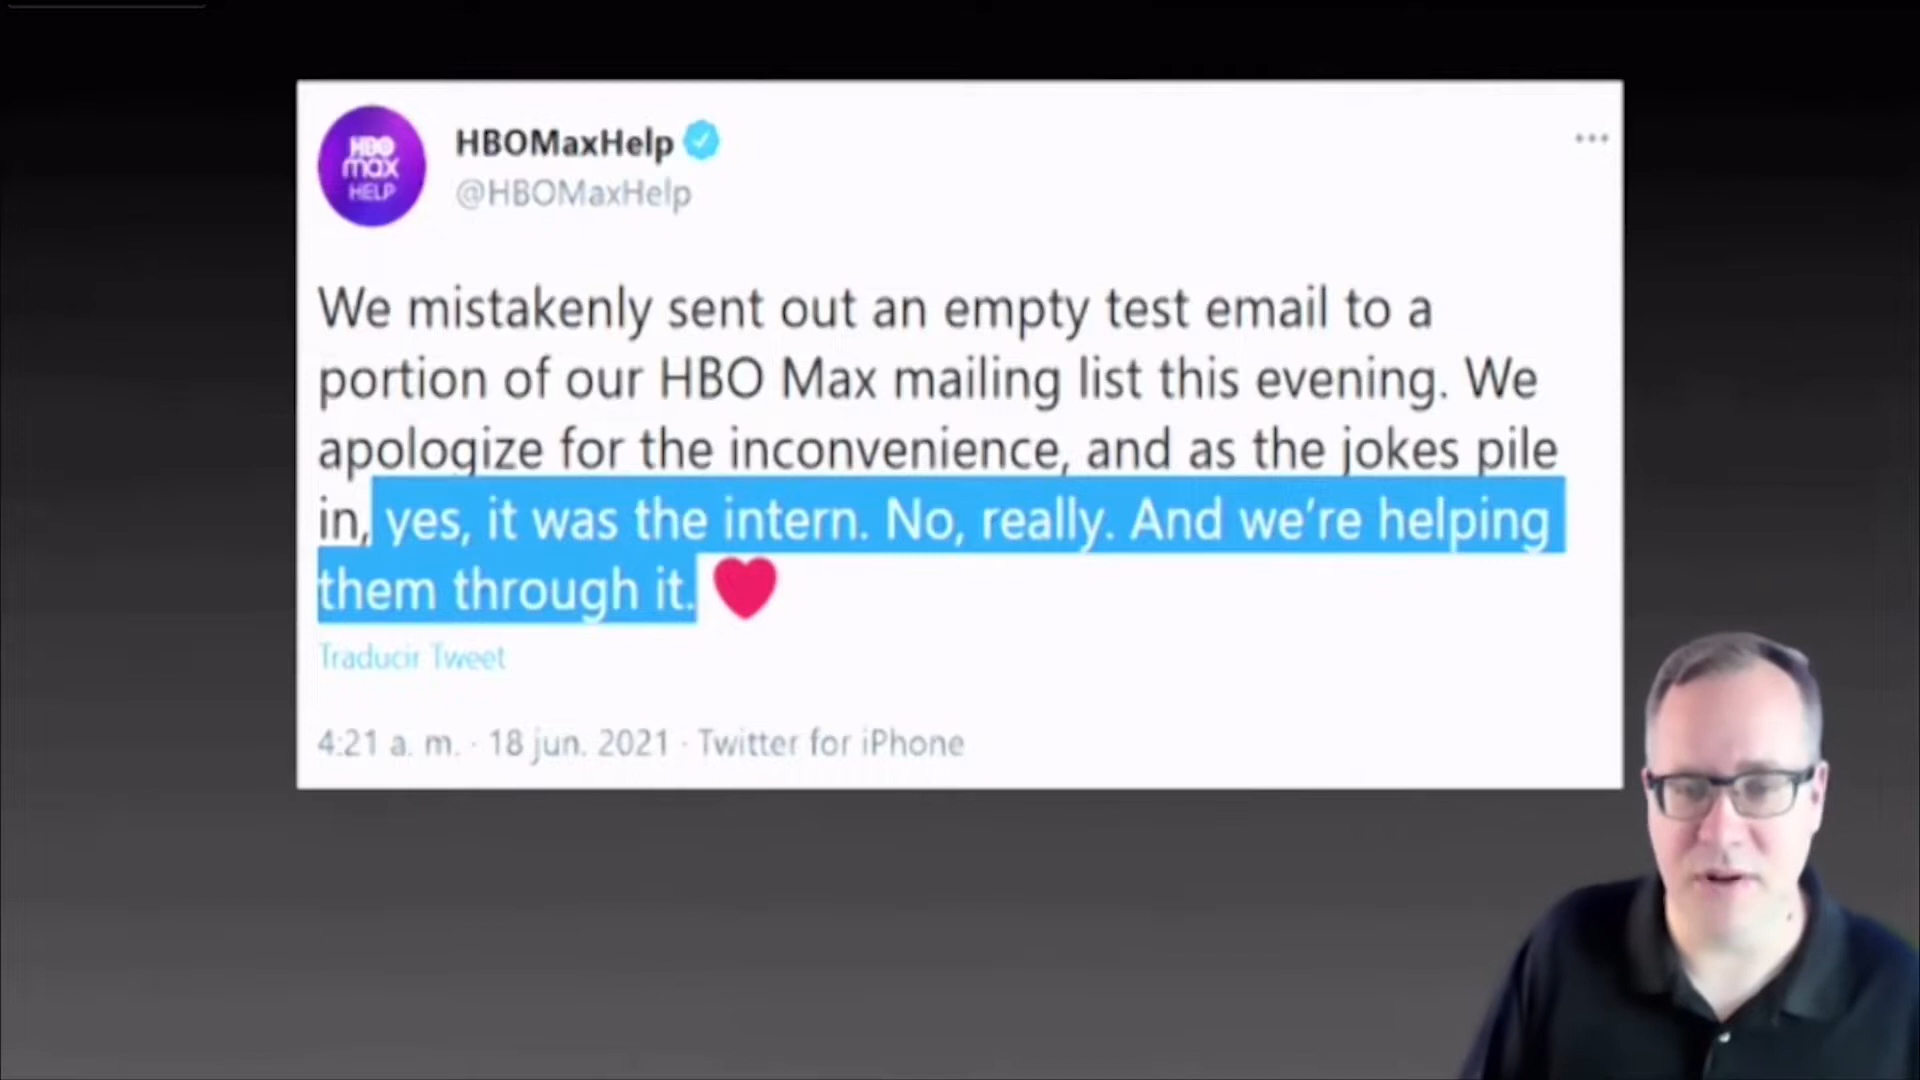 HBO
max
HELP
HBOMaxHelp
@HBOMaxHelp
We mistakenly sent out an empty test email to a
portion of our HBO Max mailing list this evening. We
apologize for the inconvenience, and as the jokes pile
in, yes, it was the intern. No, really. And we’re helping
them through it. ❤
Traducir Tweet
4:21 a. m. · 18 jun. 2021 · Twitter for iPhone